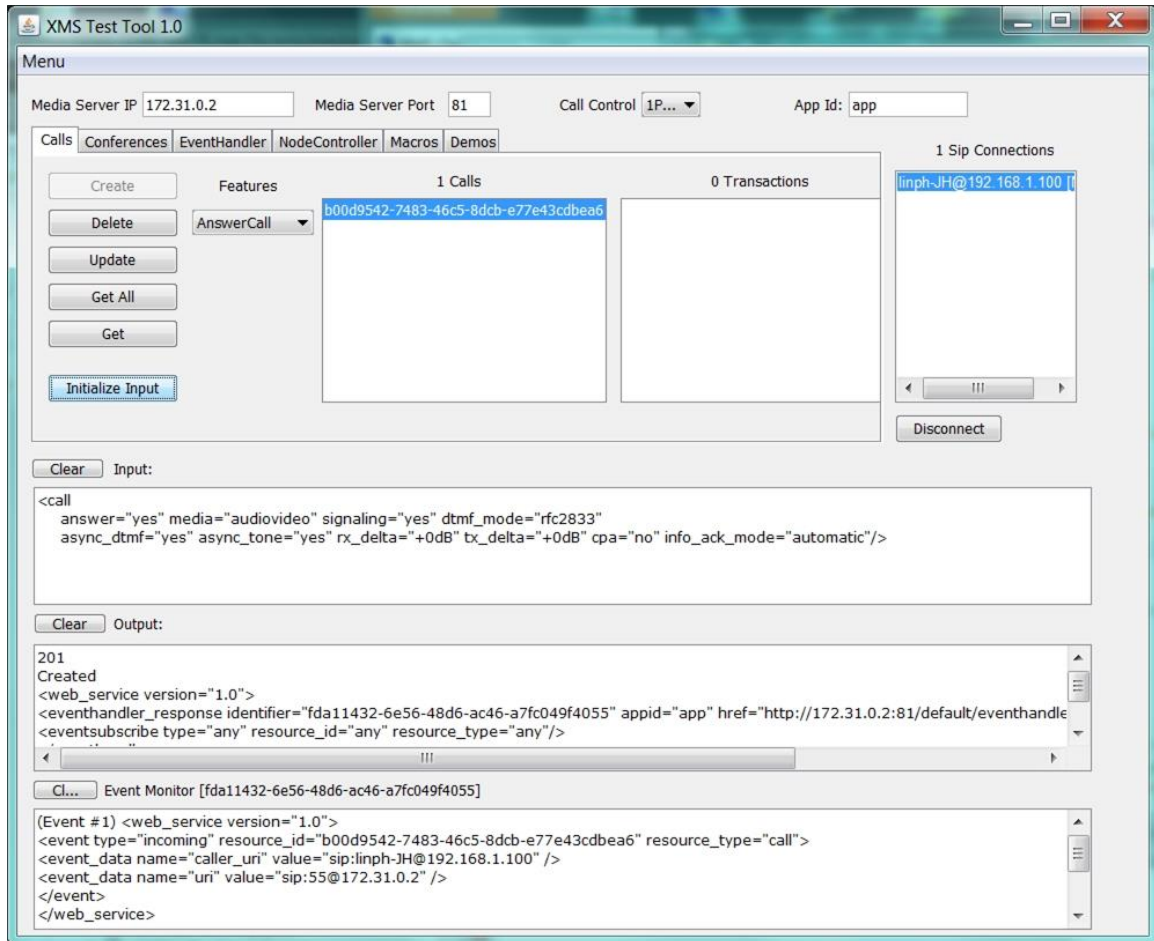 XMS Test Tool 1.0
Menu
Media Server IP 172.31.0.2 Media Server Port 81 Call Control 1P... App Id: app
Calls Conferences EventHandler NodeController Macros Demos
1 Sip Connections
Create Features 1 Calls 0 Transactions
linph-JH@192.168.1.100 [
b00d9542-7483-46c5-8dcb-e77e43cdbea6
Delete AnswerCall
Update
Get All
Get
Initialize Input
Disconnect
Clear Input:
<call
answer="yes" media="audiovideo" signaling="yes" dtmf_mode="rfc2833"
async_dtmf="yes" async_tone="yes" rx_delta="+0dB" tx_delta="+0dB" cpa="no" info_ack_mode="automatic"/>
Clear Output:
201
Created
<web_service version="1.0">
<eventhandler_response identifier="fda11432-6e56-48d6-ac46-a7fc049f4055" appid="app" href="http://172.31.0.2:81/default/eventhandle
<eventsubscribe type="any" resource_id="any" resource_type="any"/>
Cl... Event Monitor [fda11432-6e56-48d6-ac46-a7fc049f4055]
(Event #1) <web_service version="1.0">
<event type="incoming" resource_id="b00d9542-7483-46c5-8dcb-e77e43cdbea6" resource_type="call">
<event_data name="caller_uri" value="sip:linph-JH@192.168.1.100" />
<event_data name="uri" value="sip:55@172.31.0.2" />
</event>
</web_service>